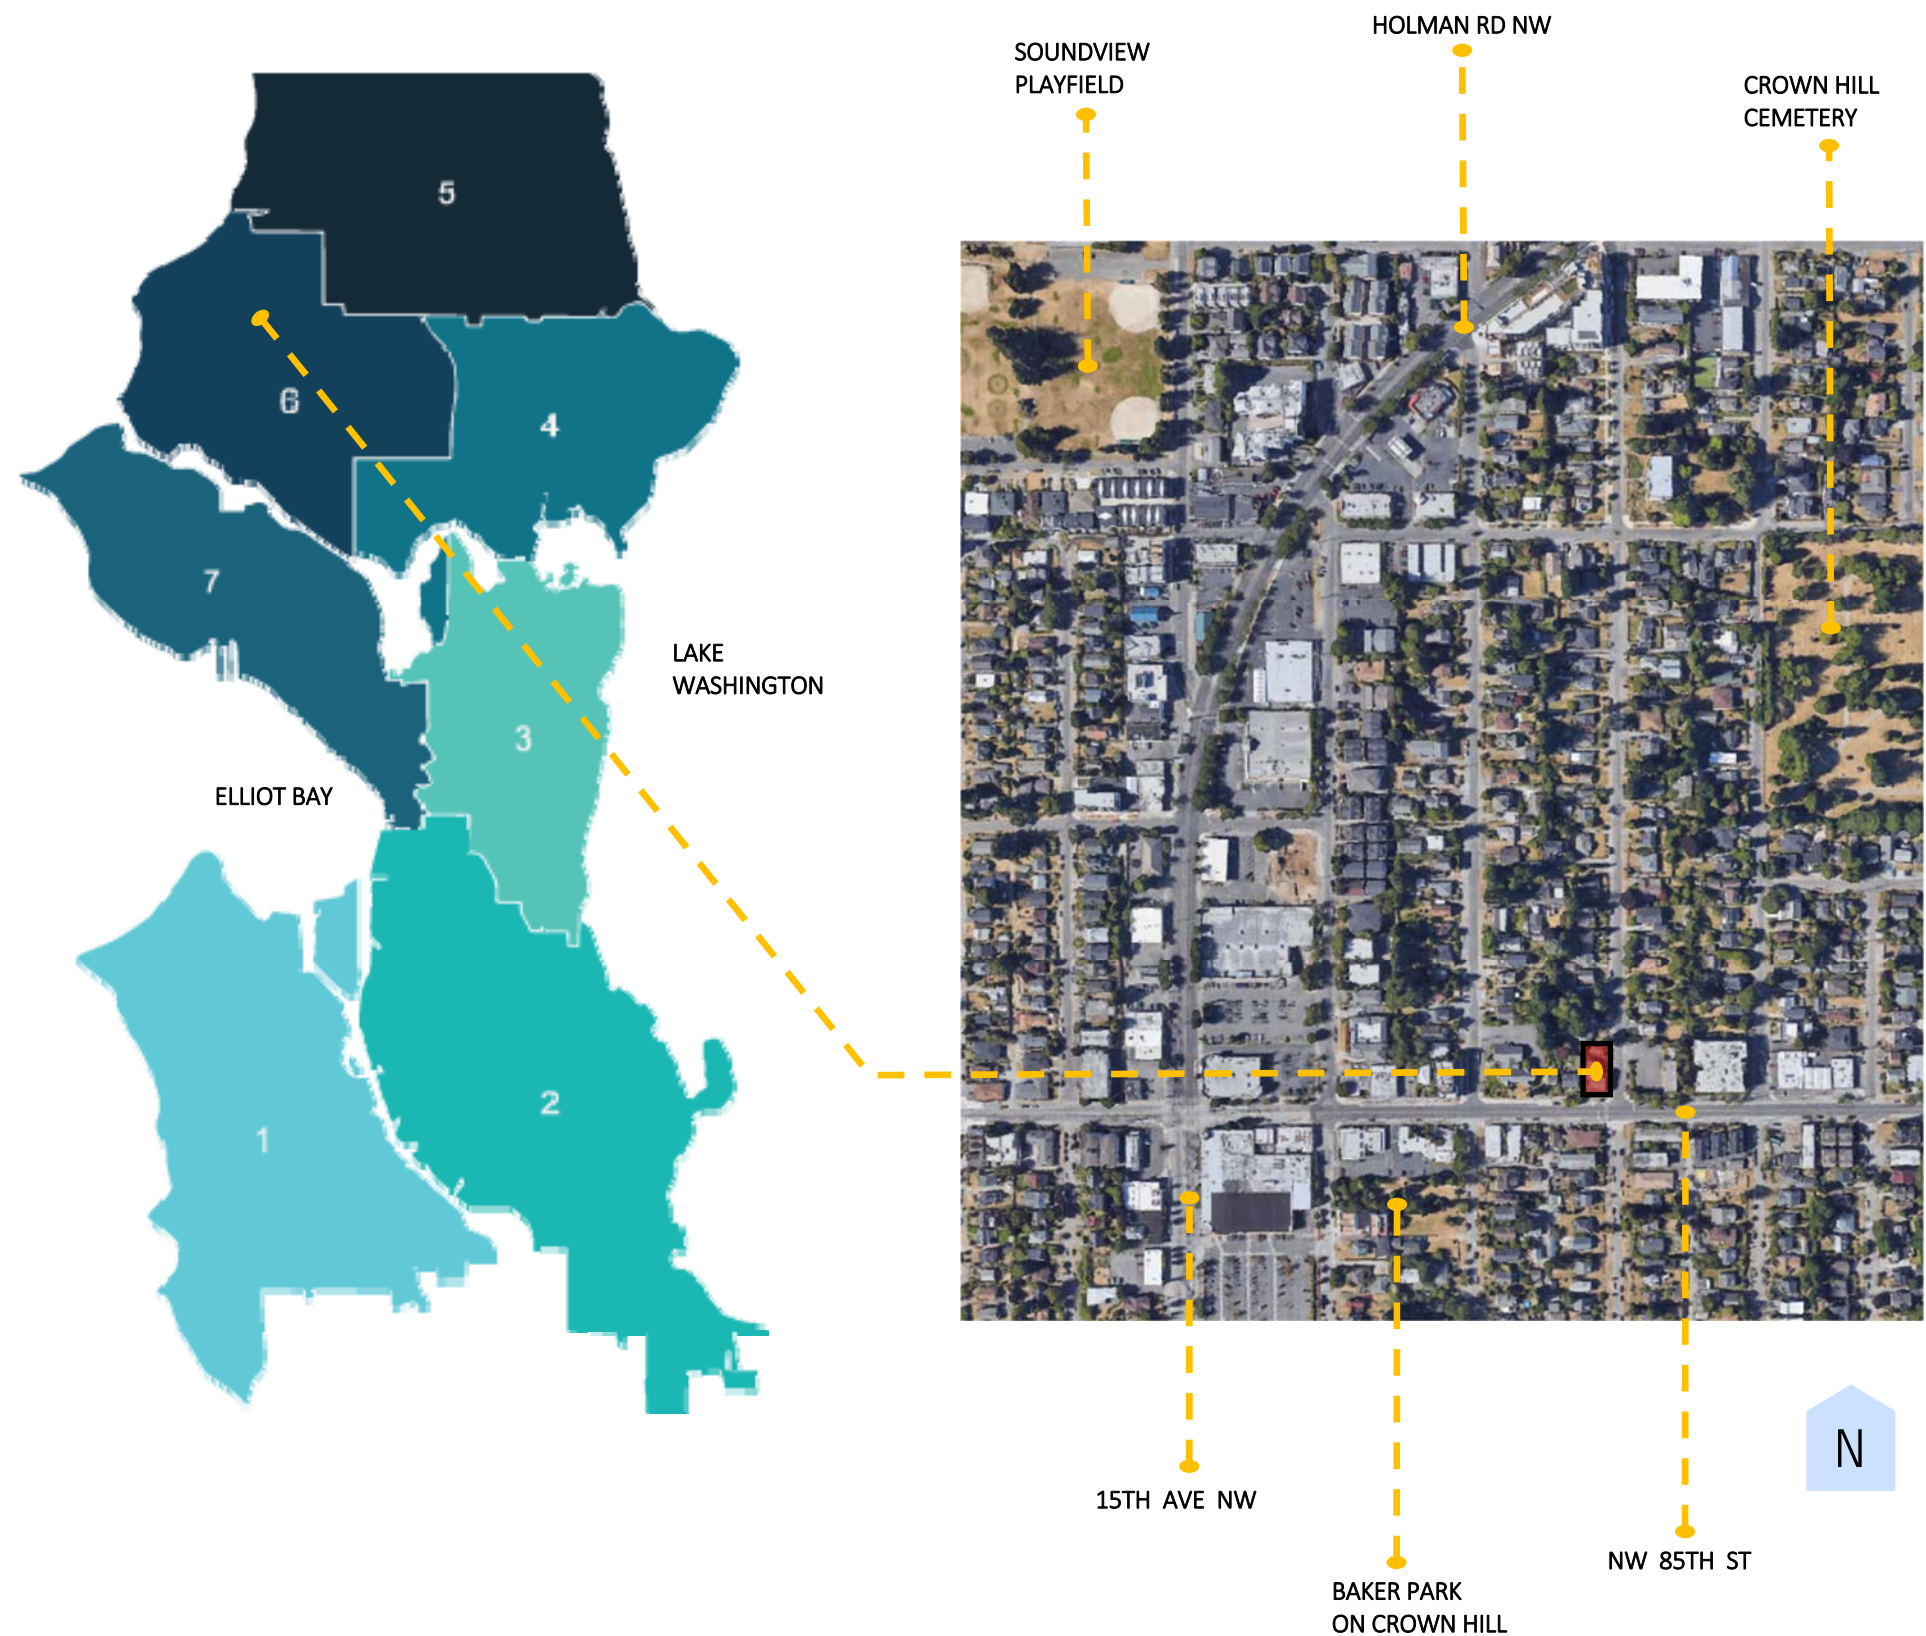 HOLMAN RD NW
SOUNDVIEW
PLAYFIELD
CROWN HILL
CEMETERY
5
6
4
7
LAKE
WASHINGTON
3
ELLIOT BAY
2
1
N
15TH AVE NW
NW 85TH ST
BAKER PARK
ON CROWN HILL